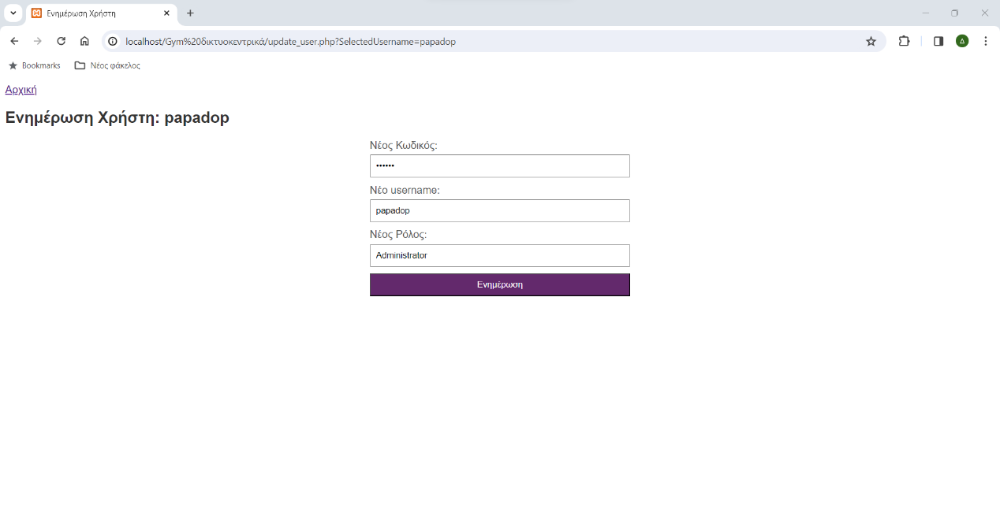 Ενημέρωση Χρήστη
localhost/Gym%20δικτυοκεντρικά/update_user.php?SelectedUsername=papadop
Δ
Bookmarks Νέος φάκελος
Αρχική
Ενημέρωση Χρήστη: papadop
Νέος Κωδικός:
••••••
Νέο username:
papadop
Νέος Ρόλος:
Administrator
Ενημέρωση